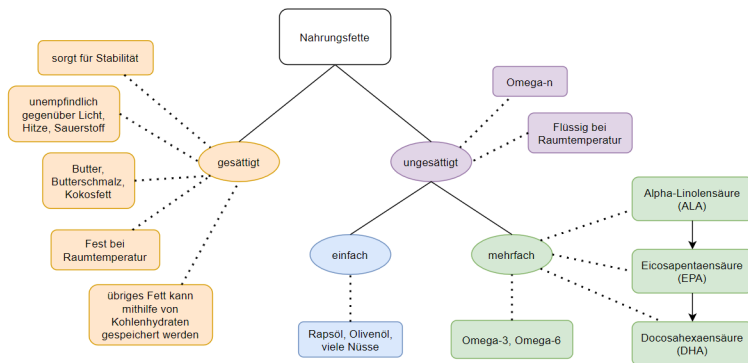 Nahrungsfette
sorgt für Stabilität
Omega-n
unempfindlich
gegenüber Licht,
Hitze, Sauerstoff
Flüssig bei
Raumtemperatur
gesättigt
ungesättigt
Butter,
Butterschmalz,
Kokosfett
Alpha-Linolensäure
(ALA)
Fest bei
Raumtemperatur
einfach
mehrfach
Eicosapentaensäure
(EPA)
übriges Fett kann
mithilfe von
Kohlenhydraten
gespeichert werden
Rapsöl, Olivenöl,
viele Nüsse
Omega-3, Omega-6
Docosahexaensäure
(DHA)